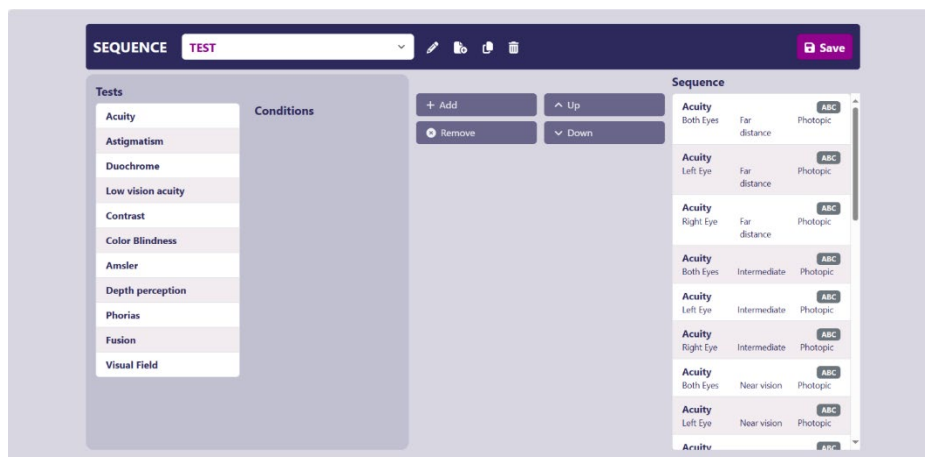 SEQUENCE TEST Save
Tests
Acuity
Astigmatism
Duochrome
Low vision acuity
Contrast
Color Blindness
Amsler
Depth perception
Phorias
Fusion
Visual Field
Conditions
+ Add Up
Remove Down
Sequence
Acuity ABC
Both Eyes Far distance Photopic
Acuity ABC
Left Eye Far distance Photopic
Acuity ABC
Right Eye Far distance Photopic
Acuity ABC
Both Eyes Intermediate Photopic
Acuity ABC
Left Eye Intermediate Photopic
Acuity ABC
Right Eye Intermediate Photopic
Acuity ABC
Both Eyes Near vision Photopic
Acuity ABC
Left Eye Near vision Photopic
Acuity ABC